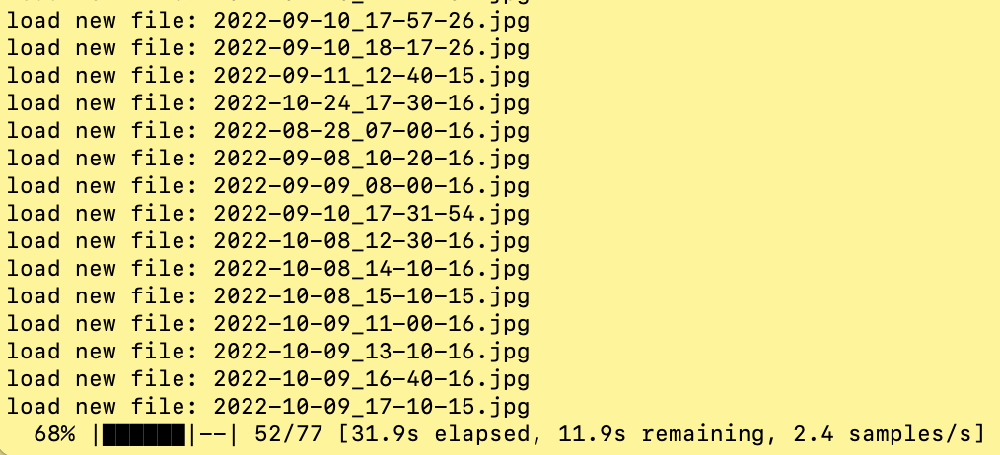 load new file: 2022-09-10_17-57-26.jpg
load new file: 2022-09-10_18-17-26.jpg
load new file: 2022-09-11_12-40-15.jpg
load new file: 2022-10-24_17-30-16.jpg
load new file: 2022-08-28_07-00-16.jpg
load new file: 2022-09-08_10-20-16.jpg
load new file: 2022-09-09_08-00-16.jpg
load new file: 2022-09-10_17-31-54.jpg
load new file: 2022-10-08_12-30-16.jpg
load new file: 2022-10-08_14-10-16.jpg
load new file: 2022-10-08_15-10-15.jpg
load new file: 2022-10-09_11-00-16.jpg
load new file: 2022-10-09_13-10-16.jpg
load new file: 2022-10-09_16-40-16.jpg
load new file: 2022-10-09_17-10-15.jpg
68% |██████|--| 52/77 [31.9s elapsed, 11.9s remaining, 2.4 samples/s]